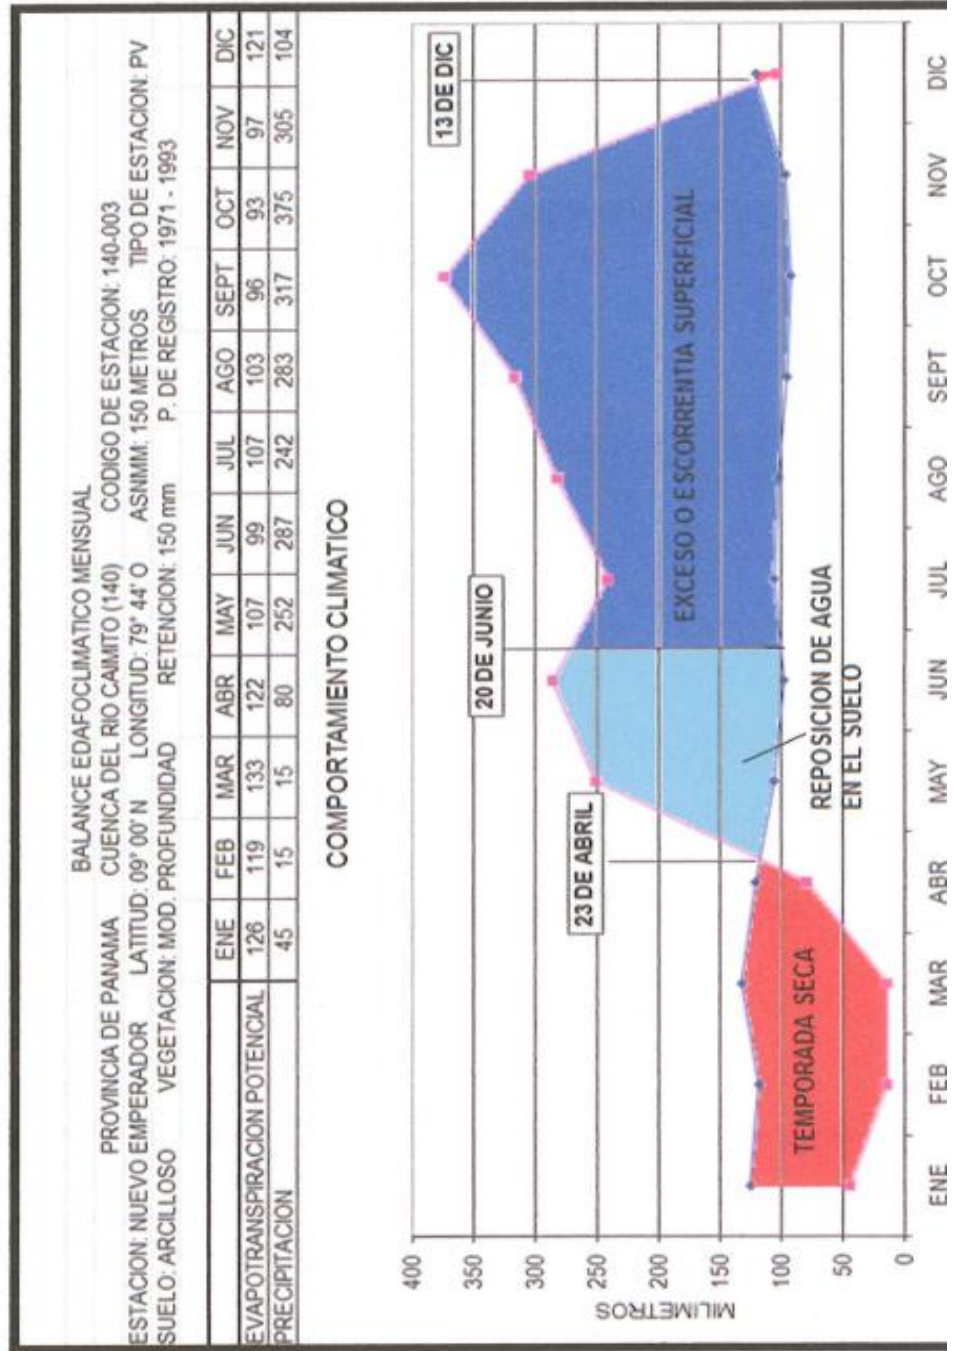 BALANCE EDAFOCLIMATICO MENSUAL
PROVINCIA DE PANAMA CUENCA DEL RIO CAIMITO (140) CODIGO DE ESTACION: 140-003
ESTACION: NUEVO EMPERADOR LATITUD: 09° 00' N LONGITUD: 79° 44' O ASNMM: 150 METROS TIPO DE ESTACION: PV
SUELO: ARCILLOSO VEGETACION: MOD. PROFUNDIDAD RETENCION: 150 mm P. DE REGISTRO: 1971 - 1993
ENE FEB MAR ABR MAY JUN JUL AGO SEPT OCT NOV DIC
EVAPOTRANSPIRACION POTENCIAL 126 119 133 122 107 99 107 103 96 93 97 121
PRECIPITACION 45 15 15 80 252 287 242 283 317 375 305 104
COMPORTAMIENTO CLIMATICO
MILIMETROS
400
350
300
250
200
150
100
50
0
13 DE DIC
20 DE JUNIO
23 DE ABRIL
EXCESO O ESCORRENTIA SUPERFICIAL
TEMPORADA SECA
REPOSICION DE AGUA
EN EL SUELO
ENE FEB MAR ABR MAY JUN JUL AGO SEPT OCT NOV DIC